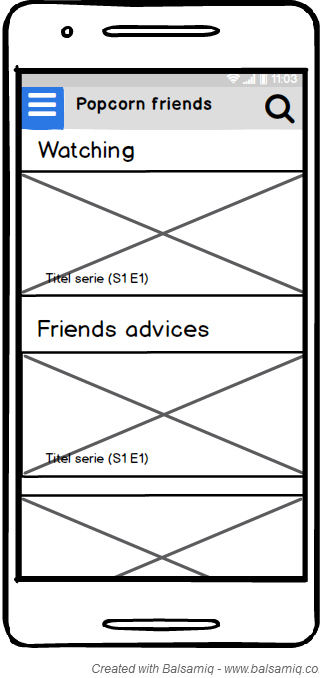 11:03
Popcorn friends
Watching
Titel serie (S1 E1)
Friends advices
Titel serie (S1 E1)
Created with Balsamiq - www.balsamiq.co